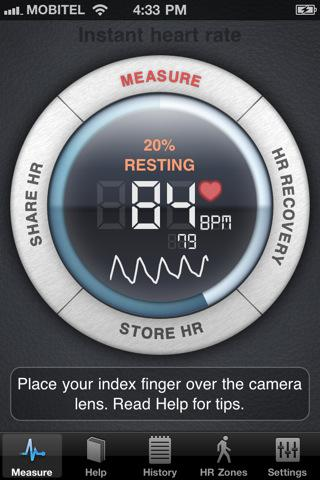 MOBITEL 4:33 PM
Instant heart rate
MEASURE
20%
RESTING
SHARE HR
HR RECOVERY
84
BPM
79
STORE HR
Place your index finger over the camera
lens. Read Help for tips.
Measure Help History HR Zones Settings